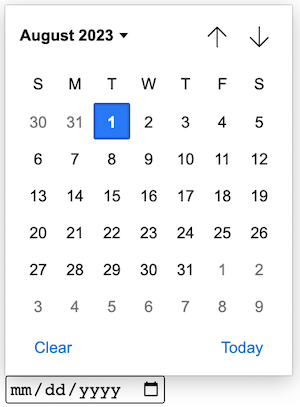 August 2023
S M T W T F S
30 31 1 2 3 4 5
6 7 8 9 10 11 12
13 14 15 16 17 18 19
20 21 22 23 24 25 26
27 28 29 30 31 1 2
3 4 5 6 7 8 9
Clear Today
mm/dd/yyyy